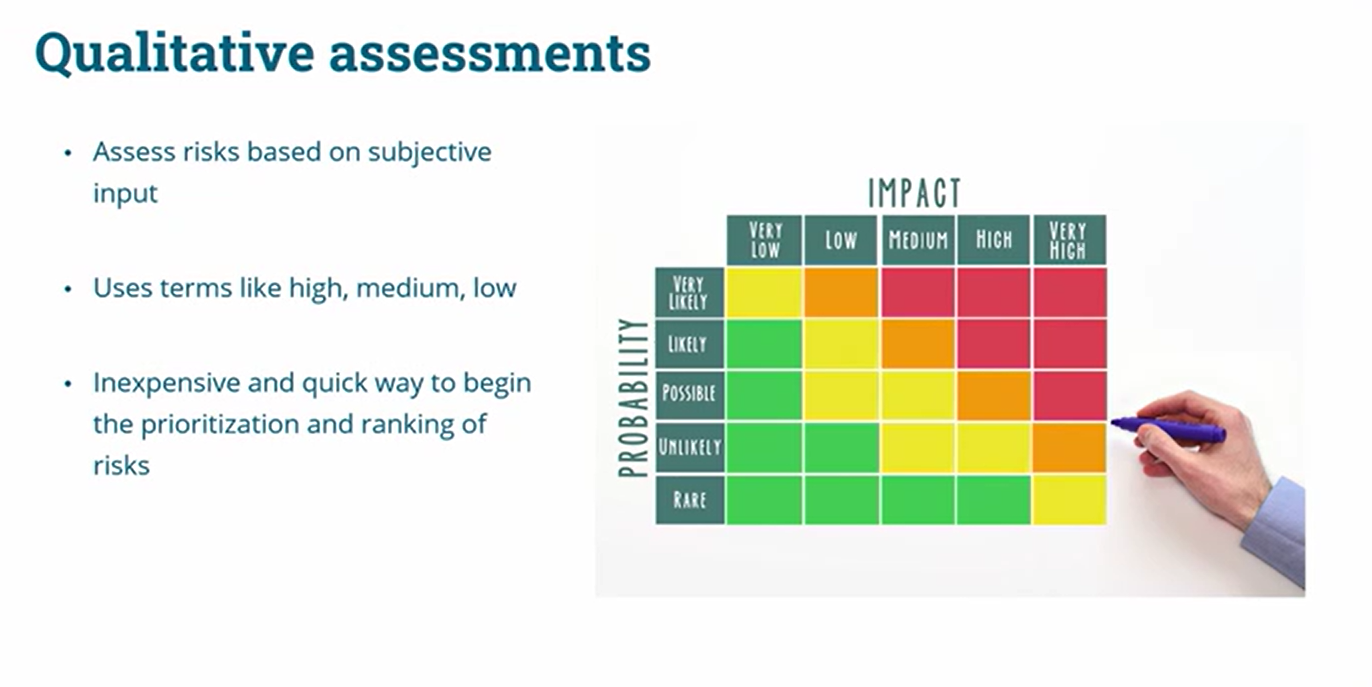 Qualitative assessments
• Assess risks based on subjective
input
• Uses terms like high, medium, low
• Inexpensive and quick way to begin
the prioritization and ranking of
risks
IMPACT
VERY LOW
LOW
MEDIUM
HIGH
VERY HIGH
PROBABILITY
VERY LIKELY
LIKELY
POSSIBLE
UNLIKELY
RARE